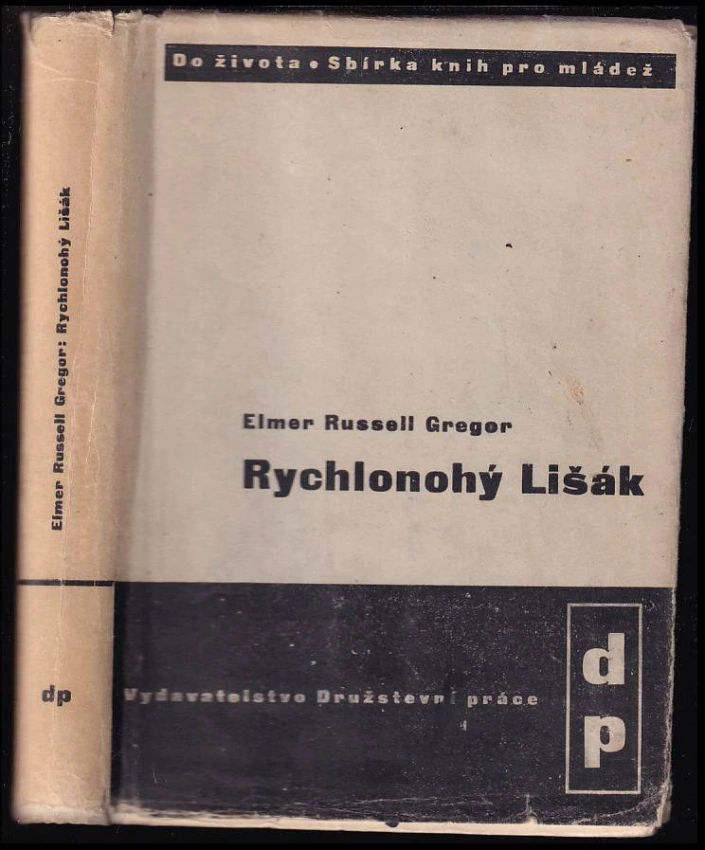 Do života • Sbírka knih pro mládež
Elmer Russell Gregor
Rychlonohý Lišák
Vydavatelstvo Družstevní práce
d
p
Elmer Russell Gregor: Rychlonohý Lišák
dp